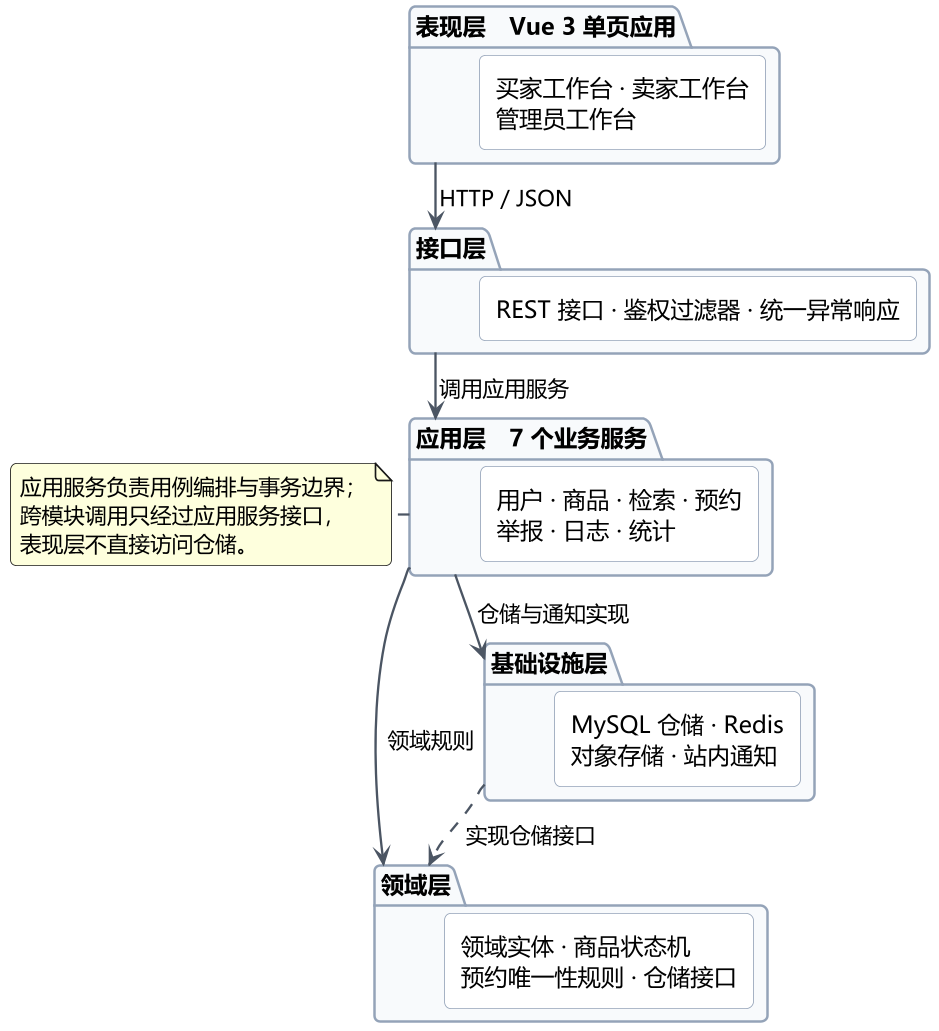 表现层 Vue 3 单页应用
买家工作台 · 卖家工作台
管理员工作台
HTTP / JSON
接口层
REST 接口 · 鉴权过滤器 · 统一异常响应
调用应用服务
应用层 7 个业务服务
用户 · 商品 · 检索 · 预约
举报 · 日志 · 统计
应用服务负责用例编排与事务边界；
跨模块调用只经过应用服务接口，
表现层不直接访问仓储。
仓储与通知实现
基础设施层
MySQL 仓储 · Redis
对象存储 · 站内通知
领域规则
实现仓储接口
领域层
领域实体 · 商品状态机
预约唯一性规则 · 仓储接口